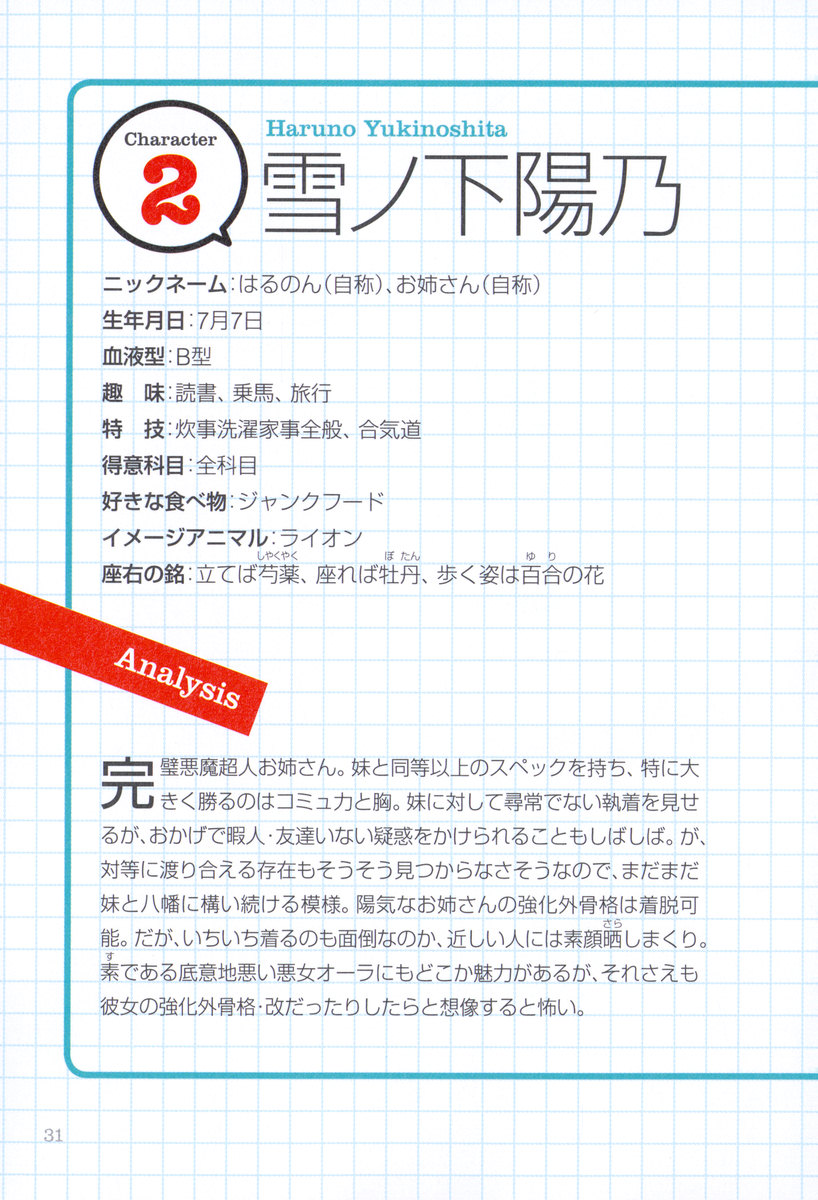 Character
2
Haruno Yukinoshita
雪ノ下陽乃
ニックネーム:はるのん(自称)、お姉さん(自称)
生年月日:7月7日
血液型:B型
趣 味:読書、乗馬、旅行
特 技:炊事洗濯家事全般、合気道
得意科目:全科目
好きな食べ物:ジャンクフード
イメージアニマル:ライオン
しゃくやく ぼたん ゆり
座右の銘:立てば芍薬、座れば牡丹、歩く姿は百合の花
Analysis
完璧悪魔超人お姉さん。妹と同等以上のスペックを持ち、特に大
きく勝るのはコミュ力と胸。妹に対して尋常でない執着を見せ
るが、おかげで暇人・友達いない疑惑をかけられることもしばしば。が、
対等に渡り合える存在もそうそう見つからなさそうなので、まだまだ
妹と八幡に構い続ける模様。陽気なお姉さんの強化外骨格は着脱可
さら
能。だが、いちいち着るのも面倒なのか、近しい人には素顔晒しまくり。
す
素である底意地悪い悪女オーラにもどこか魅力があるが、それさえも
彼女の強化外骨格・改だったりしたらと想像すると怖い。
31